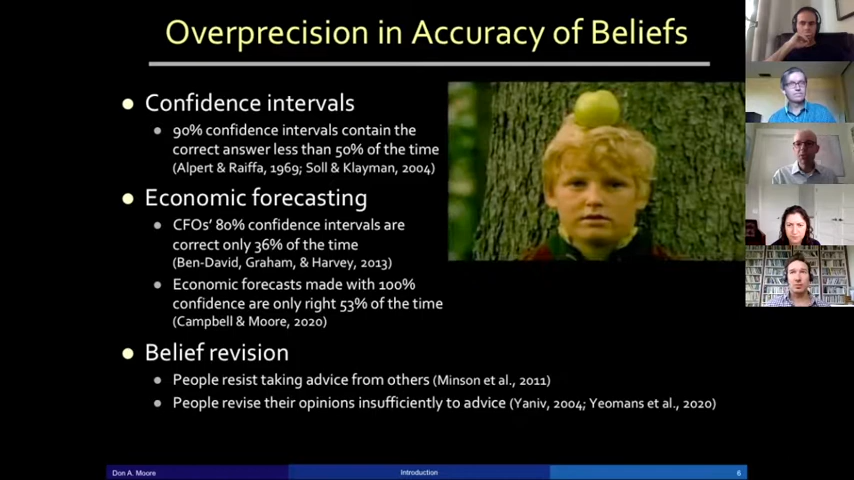 Overprecision in Accuracy of Beliefs
Confidence intervals
90% confidence intervals contain the
correct answer less than 50% of the time
(Alpert & Raiffa, 1969; Soll & Klayman, 2004)
Economic forecasting
CFOs' 80% confidence intervals are
correct only 36% of the time
(Ben-David, Graham, & Harvey, 2013)
Economic forecasts made with 100%
confidence are only right 53% of the time
(Campbell & Moore, 2020)
Belief revision
People resist taking advice from others (Minson et al., 2011)
People revise their opinions insufficiently to advice (Yaniv, 2004; Yeomans et al., 2020)
Don A. Moore
Introduction
6